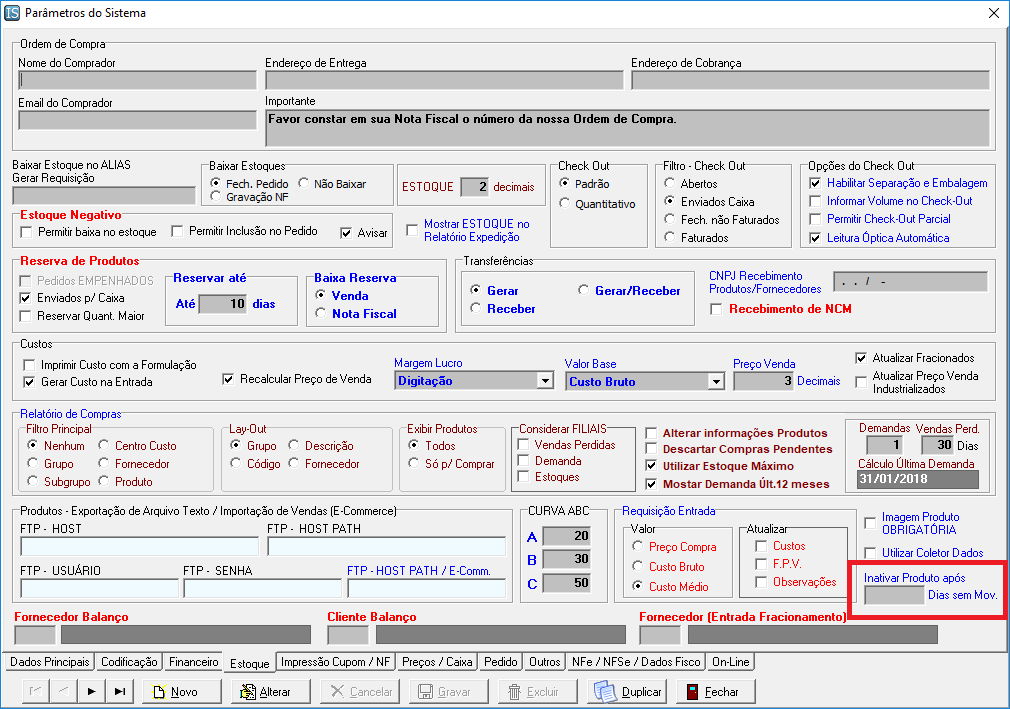 IS Parâmetros do Sistema
Ordem de Compra
Nome do Comprador Endereço de Entrega Endereço de Cobrança
Email do Comprador Importante
Favor constar em sua Nota Fiscal o número da nossa Ordem de Compra.
Baixar Estoque no ALIAS
Gerar Requisição
Baixar Estoques
Fech. Pedido Não Baixar
Gravação NF
ESTOQUE 2 decimais
Check Out
Padrão
Quantitativo
Filtro - Check Out
Abertos
Enviados Caixa
Fech. não Faturados
Faturados
Opções do Check Out
Habilitar Separação e Embalagem
Informar Volume no Check-Out
Permitir Check-Out Parcial
Leitura Óptica Automática
Estoque Negativo
Permitir baixa no estoque Permitir Inclusão no Pedido Avisar
Mostrar ESTOQUE no
Relatório Expedição
Reserva de Produtos
Pedidos EMPENHADOS
Enviados p/ Caixa
Reservar Quant. Maior
Reservar até
Até 10 dias
Baixa Reserva
Venda
Nota Fiscal
Transferências
Gerar Gerar/Receber
Receber
CNPJ Recebimento
Produtos/Fornecedores
. . / -
Recebimento de NCM
Custos
Imprimir Custo com a Formulação
Gerar Custo na Entrada
Recalcular Preço de Venda
Margem Lucro
Digitação
Valor Base
Custo Bruto
Preço Venda
3 Decimais
Atualizar Fracionados
Atualizar Preço Venda
Industrializados
Relatório de Compras
Filtro Principal
Nenhum Centro Custo
Grupo Fornecedor
Subgrupo Produto
Lay-Out
Grupo Descrição
Código Fornecedor
Exibir Produtos
Todos
Só p/ Comprar
Considerar FILIAIS
Vendas Perdidas
Demanda
Estoques
Alterar informações Produtos
Descartar Compras Pendentes
Utilizar Estoque Máximo
Mostar Demanda Últ.12 meses
Demandas Vendas Perd.
1 30 Dias
Cálculo Última Demanda
31/01/2018
Produtos - Exportação de Arquivo Texto / Importação de Vendas (E-Commerce)
FTP - HOST FTP - HOST PATH
FTP - USUÁRIO FTP - SENHA FTP - HOST PATH / E-Comm.
CURVA ABC
A 20
B 30
C 50
Requisição Entrada
Valor
Preço Compra
Custo Bruto
Custo Médio
Atualizar
Custos
F.P.V.
Observações
Imagem Produto
OBRIGATÓRIA
Utilizar Coletor Dados
Inativar Produto após
Dias sem Mov.
Fornecedor Balanço Cliente Balanço Fornecedor (Entrada Fracionamento)
Dados Principais Codificação Financeiro Estoque Impressão Cupom / NF Preços / Caixa Pedido Outros NFe / NFSe / Dados Fisco On-Line
Novo Alterar Cancelar Gravar Excluir Duplicar Fechar